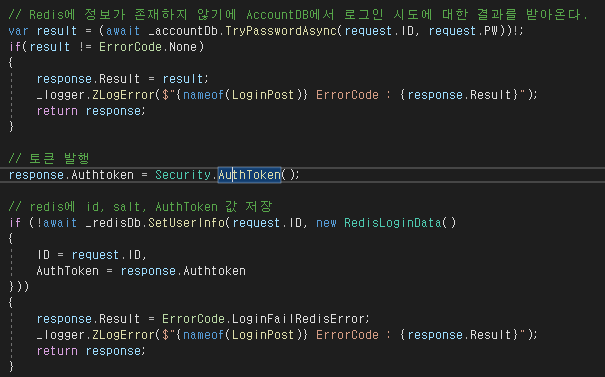 // Redis에 정보가 존재하지 않기에 AccountDB에서 로그인 시도에 대한 결과를 받아온다.
var result = (await _accountDb.TryPasswordAsync(request.ID, request.PW))!;
if(result != ErrorCode.None)
{
response.Result = result;
_logger.ZLogError($"{nameof(LoginPost)} ErrorCode : {response.Result}");
return response;
}
// 토큰 발행
response.Authtoken = Security.AuthToken();
// redis에 id, salt, AuthToken 값 저장
if (!await _redisDb.SetUserInfo(request.ID, new RedisLoginData()
{
ID = request.ID,
AuthToken = response.Authtoken
}))
{
response.Result = ErrorCode.LoginFailRedisError;
_logger.ZLogError($"{nameof(LoginPost)} ErrorCode : {response.Result}");
return response;
}